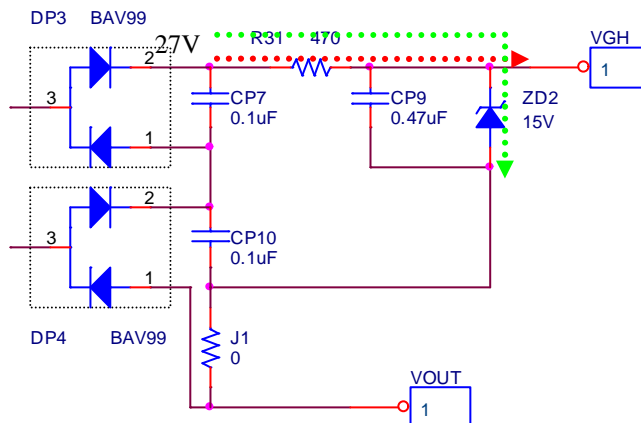 DP3 BAV99
27V
R31 470
VGH
1
2
3
1
CP7
0.1uF
CP9
0.47uF
ZD2
15V
2
3
1
CP10
0.1uF
DP4 BAV99
J1
0
VOUT
1